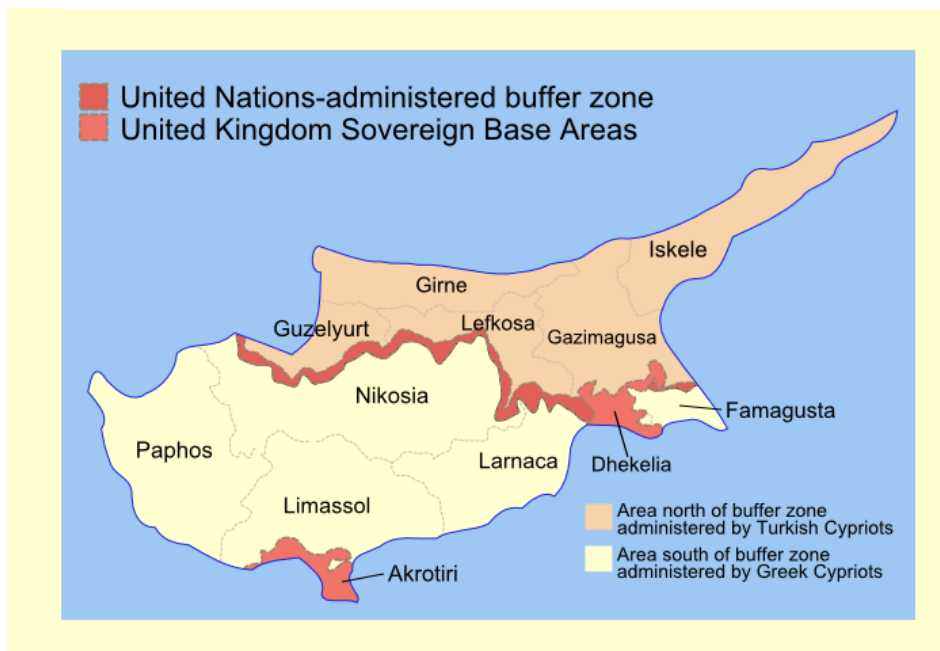 United Nations-administered buffer zone
United Kingdom Sovereign Base Areas
Iskele
Girne
Lefkosa
Guzelyurt
Gazimagusa
Nikosia
Famagusta
Paphos
Larnaca
Dhekelia
Limassol
Area north of buffer zone
administered by Turkish Cypriots
Area south of buffer zone
administered by Greek Cypriots
Akrotiri